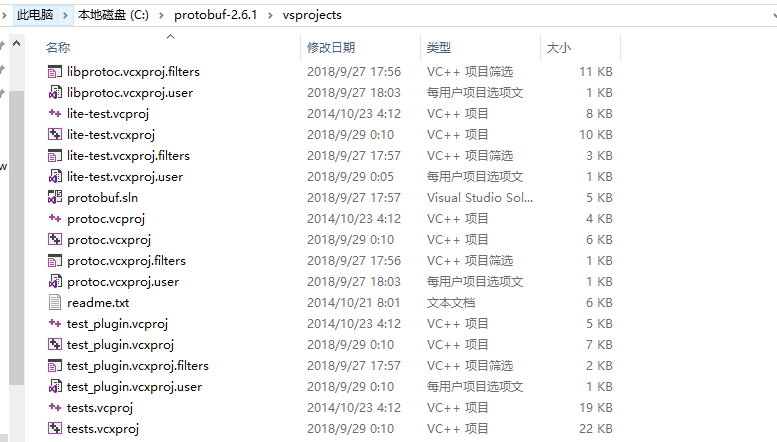 此电脑 本地磁盘 (C:) protobuf-2.6.1 vsprojects
名称 修改日期 类型 大小
libprotoc.vcxproj.filters 2018/9/27 17:56 VC++ 项目筛选 11 KB
libprotoc.vcxproj.user 2018/9/27 18:03 每用户项目选项文 1 KB
lite-test.vcproj 2014/10/23 4:12 VC++ 项目 8 KB
lite-test.vcxproj 2018/9/29 0:10 VC++ 项目 10 KB
lite-test.vcxproj.filters 2018/9/27 17:57 VC++ 项目筛选 3 KB
lite-test.vcxproj.user 2018/9/29 0:05 每用户项目选项文 1 KB
protobuf.sln 2018/9/27 17:57 Visual Studio Sol... 5 KB
protoc.vcproj 2014/10/23 4:12 VC++ 项目 4 KB
protoc.vcxproj 2018/9/29 0:10 VC++ 项目 6 KB
protoc.vcxproj.filters 2018/9/27 17:56 VC++ 项目筛选 1 KB
protoc.vcxproj.user 2018/9/27 18:03 每用户项目选项文 1 KB
readme.txt 2014/10/21 8:01 文本文档 6 KB
test_plugin.vcproj 2014/10/23 4:12 VC++ 项目 5 KB
test_plugin.vcxproj 2018/9/29 0:10 VC++ 项目 7 KB
test_plugin.vcxproj.filters 2018/9/27 17:57 VC++ 项目筛选 2 KB
test_plugin.vcxproj.user 2018/9/29 0:10 每用户项目选项文 1 KB
tests.vcproj 2014/10/23 4:12 VC++ 项目 19 KB
tests.vcxproj 2018/9/29 0:10 VC++ 项目 22 KB